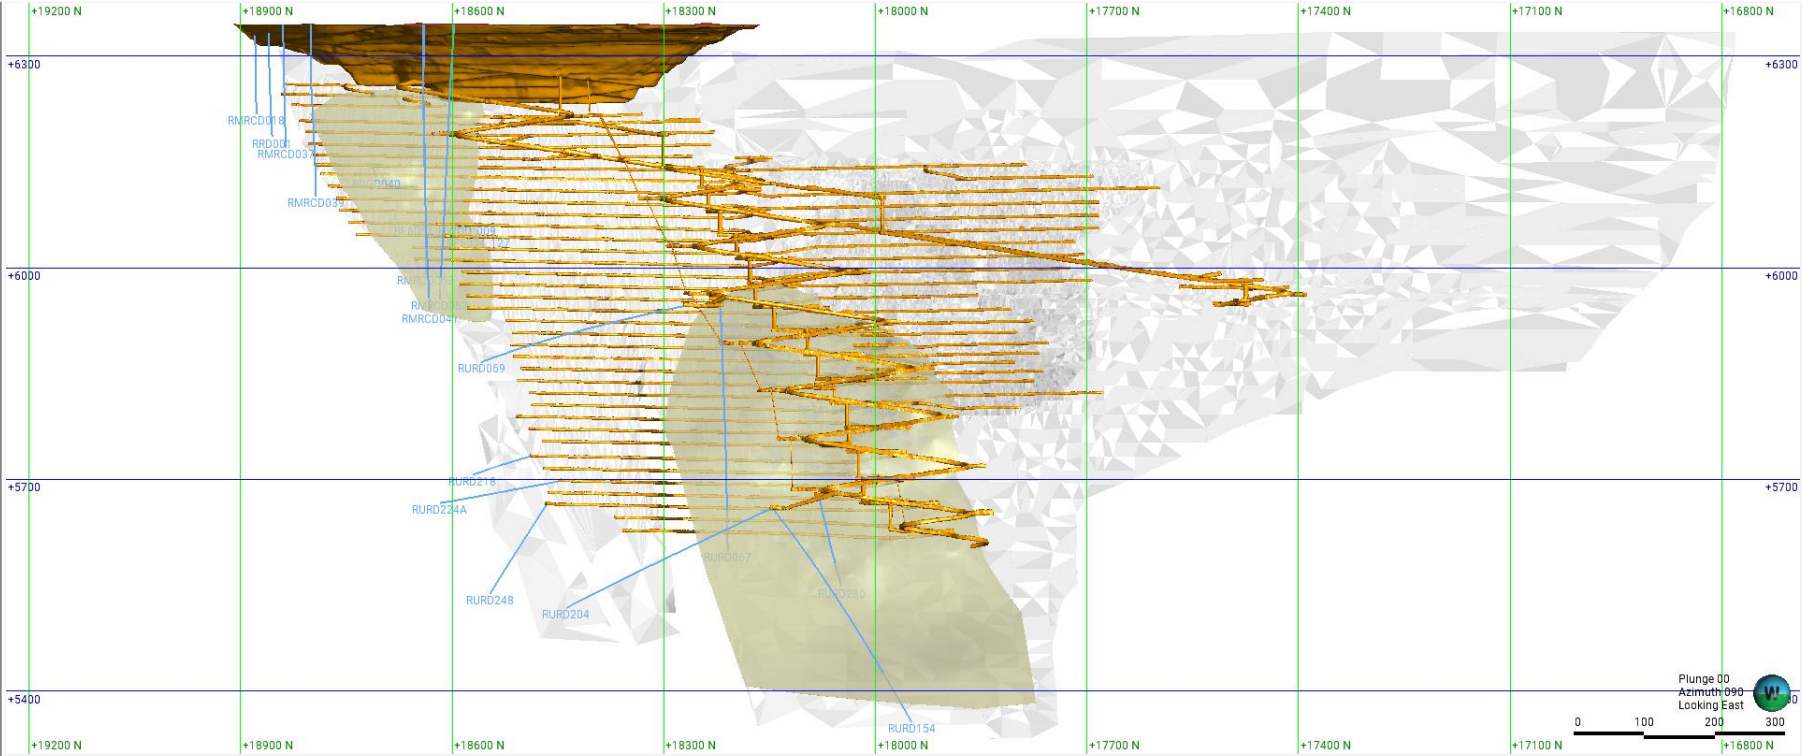 +19200 N +18900 N +18600 N +18300 N +18000 N +17700 N +17400 N +17100 N +16800 N
+6300 +6300
RMRCD018
RRD001
RMRCD037
RMRCD039
+6000 +6000
RMRCD041
RURD069
RURD218
+5700 +5700
RURD224A
RURD067
RURD280
RURD248
RURD204
Plunge 00
Azimuth 090
Looking East
W
+5400
0 100 200 300
RURD154
+19200 N +18900 N +18600 N +18300 N +18000 N +17700 N +17400 N +17100 N +16800 N